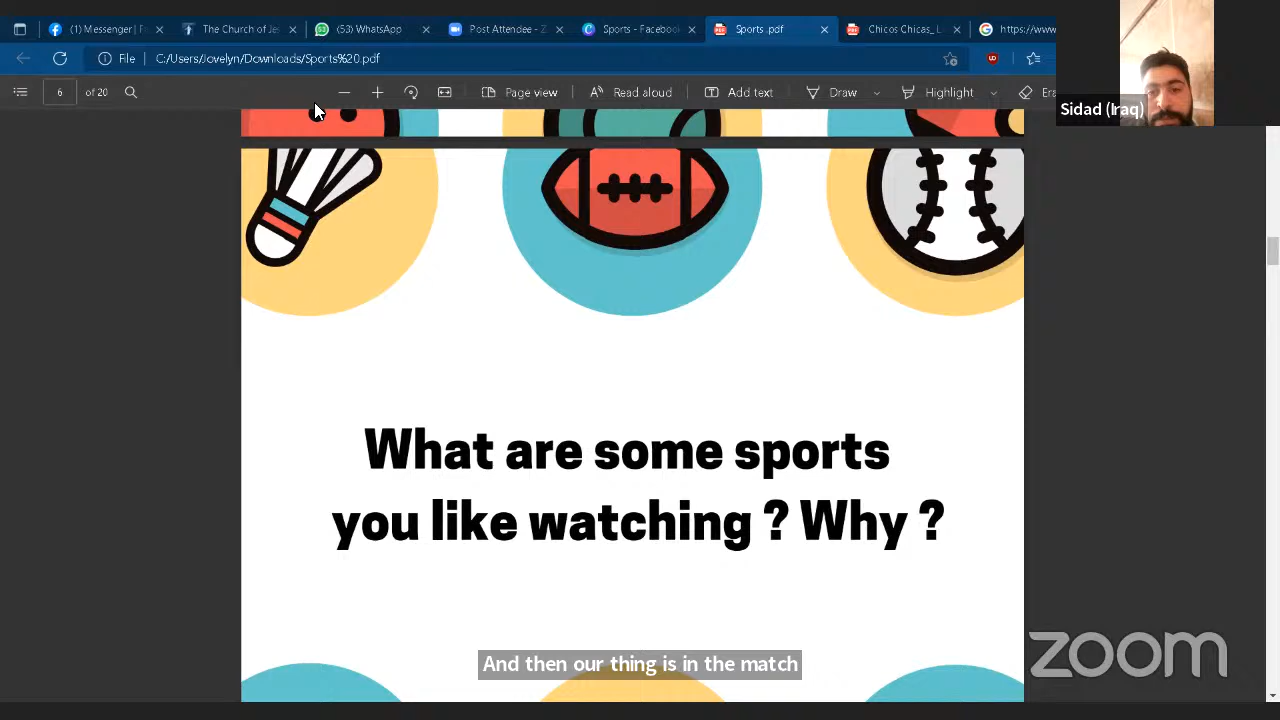 (1) Messenger | F
The Church of Jes
(53) WhatsApp
Post Attendee - Z
Sports - Facebook
Sports .pdf
Chicos Chicas_ L
https://www
File
C:/Users/Jovelyn/Downloads/Sports%20.pdf
6 of 20
Page view
Read aloud
Add text
Draw
Highlight
Era
Sidad (Iraq)
What are some sports
you like watching ? Why ?
And then our thing is in the match
zoom